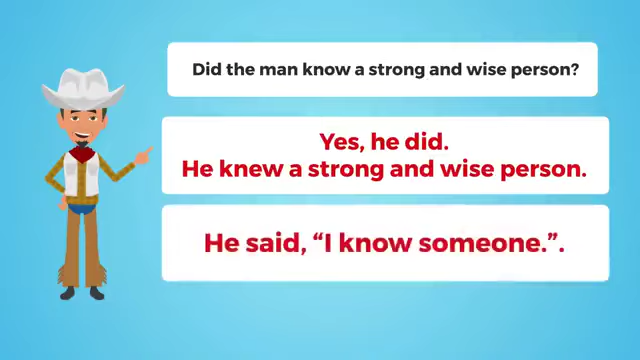 Did the man know a strong and wise person?
Yes, he did.
He knew a strong and wise person.
He said, “I know someone.”.